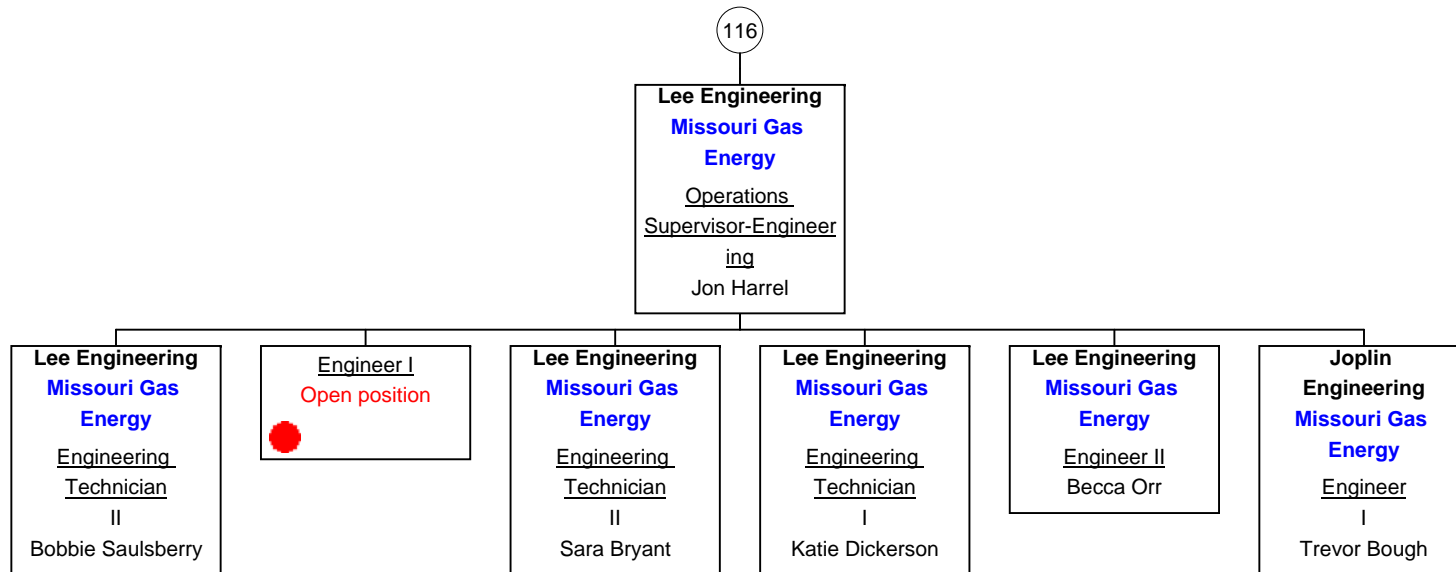 116
Lee Engineering
Missouri Gas
Energy
Operations
Supervisor-Engineer
ing
Jon Harrel
Lee Engineering
Missouri Gas
Energy
Engineering
Technician
II
Bobbie Saulsberry
Engineer I
Open position
Lee Engineering
Missouri Gas
Energy
Engineering
Technician
II
Sara Bryant
Lee Engineering
Missouri Gas
Energy
Engineering
Technician
I
Katie Dickerson
Lee Engineering
Missouri Gas
Energy
Engineer II
Becca Orr
Joplin
Engineering
Missouri Gas
Energy
Engineer
I
Trevor Bough